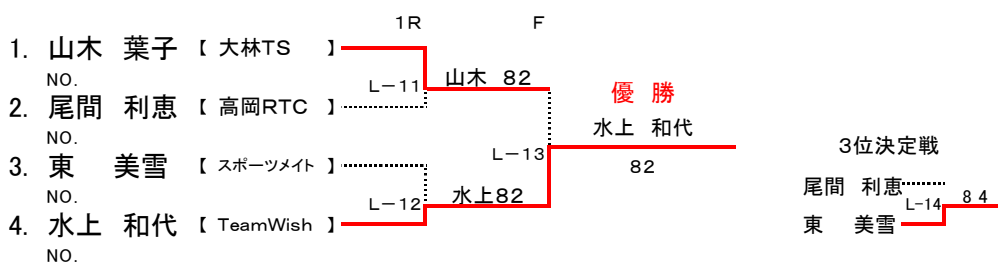 1R F
1. 山木 葉子 【 大林TS 】
NO.
L-11 山木 82
2. 尾間 利恵 【 高岡RTC 】
NO.
優 勝
水上 和代
L-13
82
3. 東 美雪 【 スポーツメイト 】
NO.
L-12 水上82
4. 水上 和代 【 TeamWish 】
NO.
3位決定戦
尾間 利恵
L-14 8 4
東 美雪